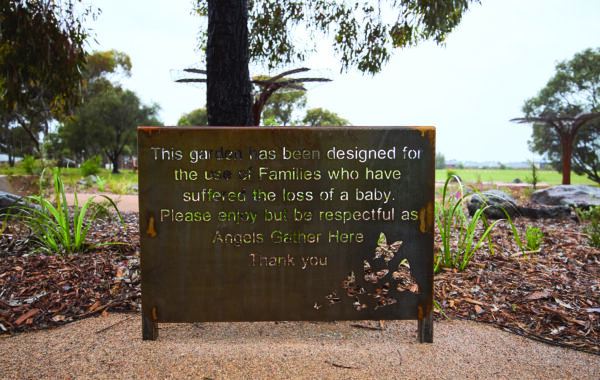 This garden has been designed for
the use of Families who have
suffered the loss of a baby.
Please enjoy but be respectful as
Angels Gather Here
Thank you